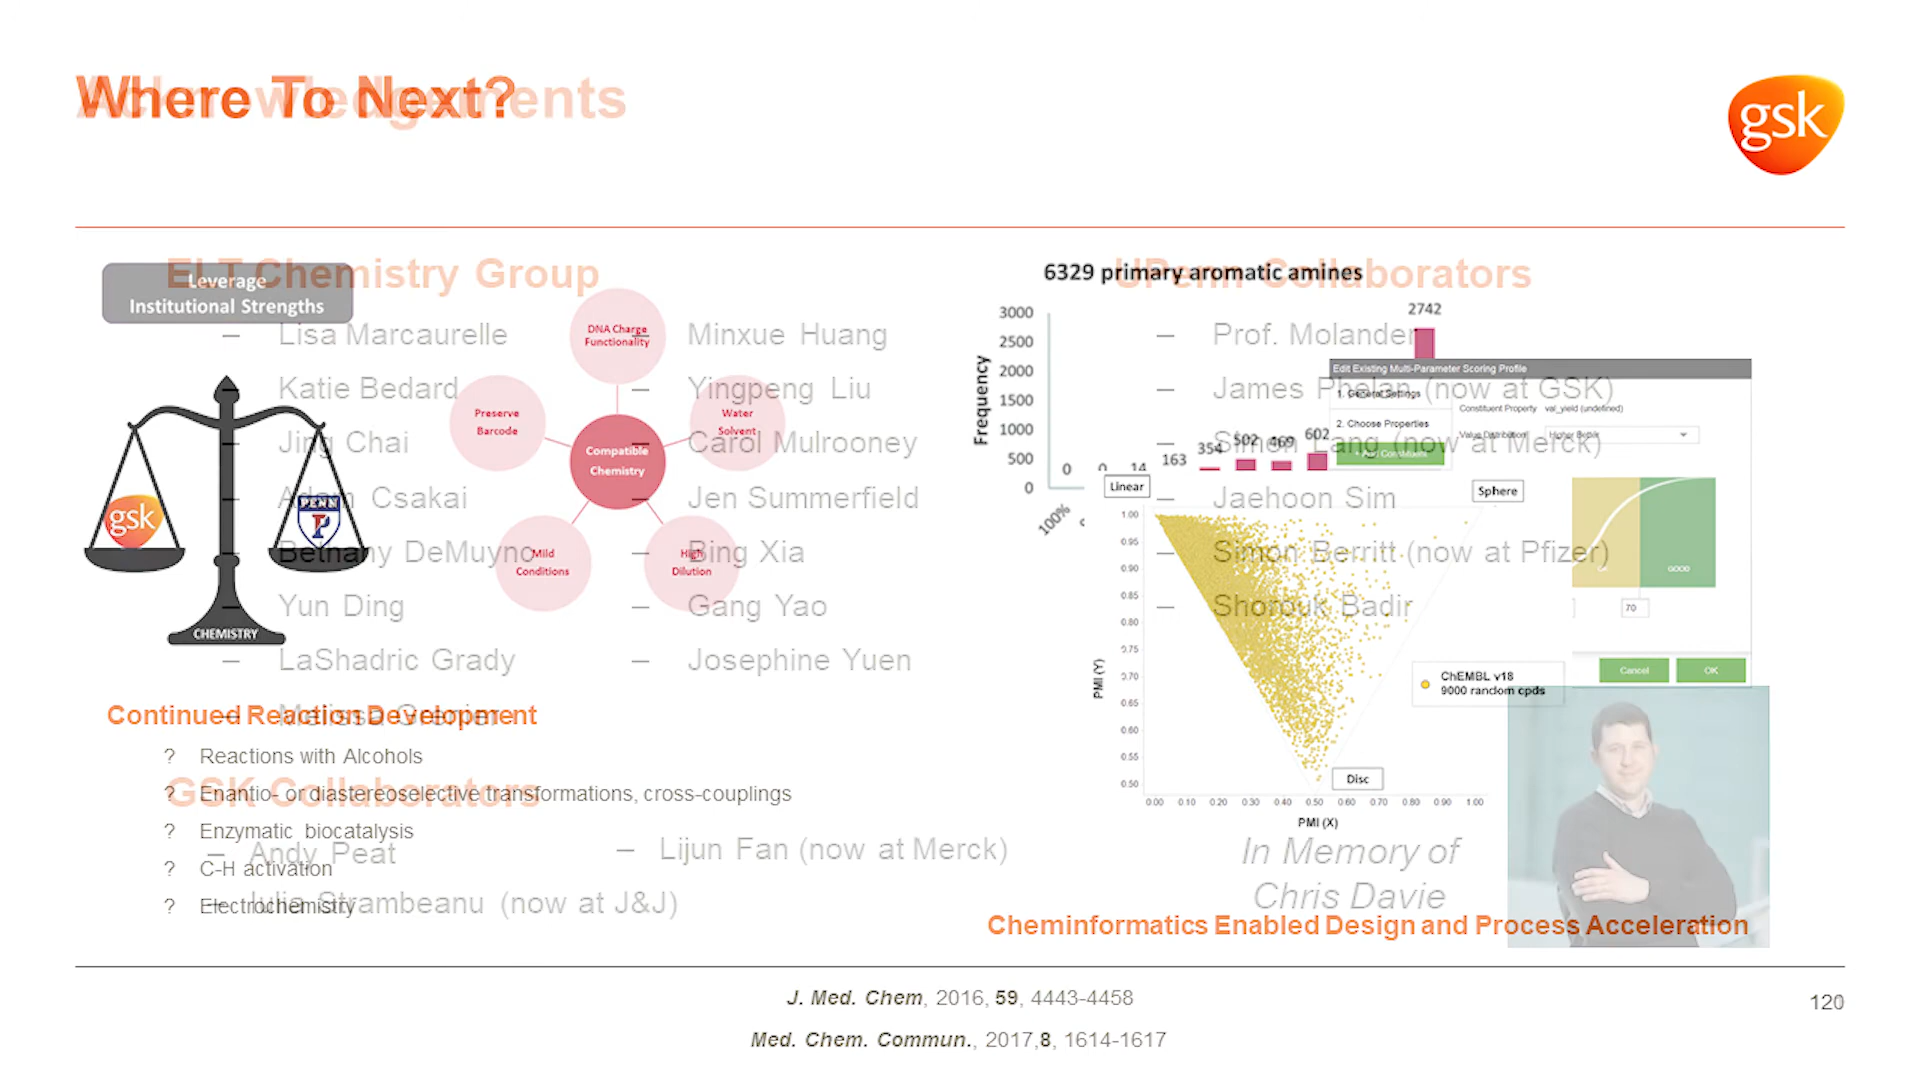 Where To Next?
Acknowledgements
gsk
Leverage
Institutional Strengths
gsk
PENN
CHEMISTRY
DNA Charge
Functionality
Preserve
Barcode
Water
Solvent
Compatible
Chemistry
Mild
Conditions
High
Dilution
Continued Reaction Development
? Reactions with Alcohols
? Enantio- or diastereoselective transformations, cross-couplings
? Enzymatic biocatalysis
? C-H activation
? Electrochemistry
ELT Chemistry Group
– Lisa Marcaurelle
– Katie Bedard
– Jing Chai
– Adam Csakai
– Bethany DeMuyno
– Yun Ding
– LaShadric Grady
– Minxue Huang
– Yingpeng Liu
– Carol Mulrooney
– Jen Summerfield
– Bing Xia
– Gang Yao
– Josephine Yuen
GSK Collaborators
– Andy Peat
– Julia Strambeanu (now at J&J)
– Lijun Fan (now at Merck)
UPenn Collaborators
– Prof. Molander
– James Phelan (now at GSK)
– Simon Lang (now at Merck)
– Jaehoon Sim
– Simon Berritt (now at Pfizer)
– Shorouk Badir
In Memory of
Chris Davie
6329 primary aromatic amines
Frequency
3000
2500
2000
1500
1000
500
0
0 0 14 163 354 502 469 602 2742
100%
Edit Existing Multi-Parameter Scoring Profile
1. General Settings
2. Choose Properties
Add Constituent
Constituent Property val_yield (undefined)
Value Distribution Higher Better
GOOD
70
Cancel OK
Linear
Sphere
Disc
1.00
0.95
0.90
0.85
0.80
0.75
0.70
0.65
0.60
0.55
0.50
PMI (Y)
0.00 0.10 0.20 0.30 0.40 0.50 0.60 0.70 0.80 0.90 1.00
PMI (X)
ChEMBL v18
9000 random cpds
Cheminformatics Enabled Design and Process Acceleration
J. Med. Chem, 2016, 59, 4443-4458
Med. Chem. Commun., 2017,8, 1614-1617
120